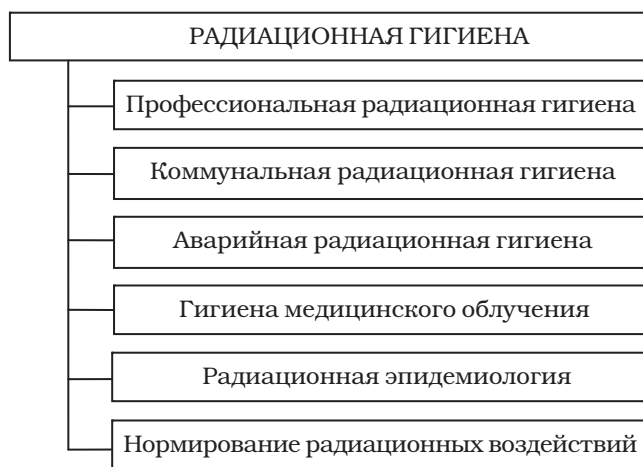 РАДИАЦИОННАЯ ГИГИЕНА
Профессиональная радиационная гигиена
Коммунальная радиационная гигиена
Аварийная радиационная гигиена
Гигиена медицинского облучения
Радиационная эпидемиология
Нормирование радиационных воздействий